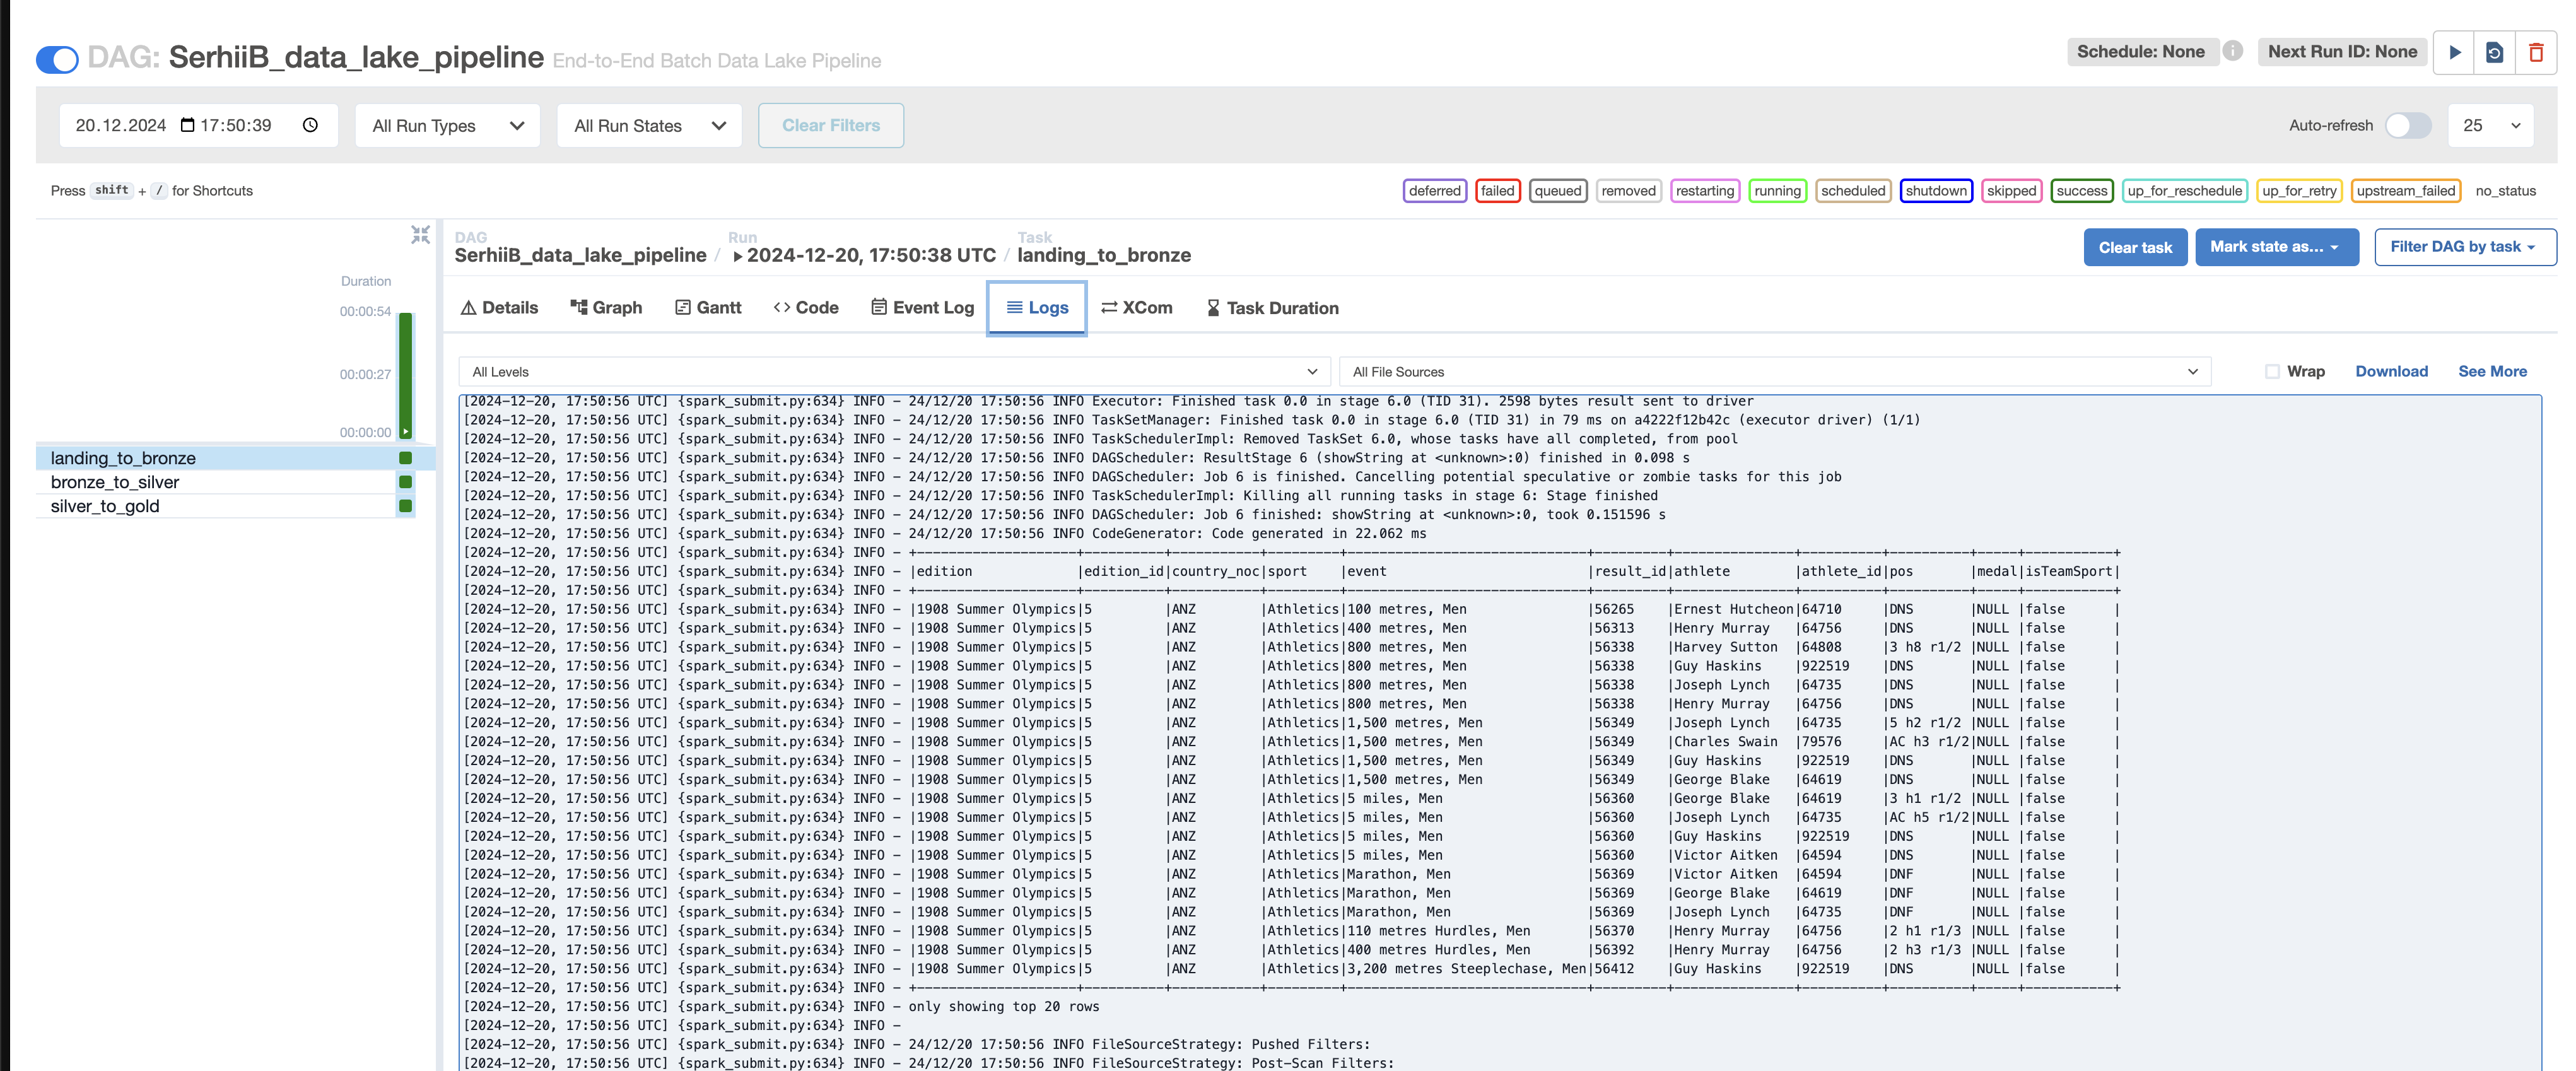 DAG: SerhiiB_data_lake_pipeline End-to-End Batch Data Lake Pipeline
Schedule: None
Next Run ID: None
20.12.2024 17:50:39
All Run Types
All Run States
Clear Filters
Auto-refresh
25
Press shift + / for Shortcuts
deferred failed queued removed restarting running scheduled shutdown skipped success up_for_reschedule up_for_retry upstream_failed no_status
Duration
00:00:54
00:00:27
00:00:00
landing_to_bronze
bronze_to_silver
silver_to_gold
DAG Run Task
SerhiiB_data_lake_pipeline / 2024-12-20, 17:50:38 UTC / landing_to_bronze
Clear task
Mark state as...
Filter DAG by task
Details Graph Gantt Code Event Log Logs XCom Task Duration
All Levels
All File Sources
Wrap
Download
See More
[2024-12-20, 17:50:56 UTC] {spark_submit.py:634} INFO - 24/12/20 17:50:56 INFO Executor: Finished task 0.0 in stage 6.0 (TID 31). 2598 bytes result sent to driver
[2024-12-20, 17:50:56 UTC] {spark_submit.py:634} INFO - 24/12/20 17:50:56 INFO TaskSetManager: Finished task 0.0 in stage 6.0 (TID 31) in 79 ms on a4222f12b42c (executor driver) (1/1)
[2024-12-20, 17:50:56 UTC] {spark_submit.py:634} INFO - 24/12/20 17:50:56 INFO TaskSchedulerImpl: Removed TaskSet 6.0, whose tasks have all completed, from pool
[2024-12-20, 17:50:56 UTC] {spark_submit.py:634} INFO - 24/12/20 17:50:56 INFO DAGScheduler: ResultStage 6 (showString at <unknown>:0) finished in 0.098 s
[2024-12-20, 17:50:56 UTC] {spark_submit.py:634} INFO - 24/12/20 17:50:56 INFO DAGScheduler: Job 6 is finished. Cancelling potential speculative or zombie tasks for this job
[2024-12-20, 17:50:56 UTC] {spark_submit.py:634} INFO - 24/12/20 17:50:56 INFO TaskSchedulerImpl: Killing all running tasks in stage 6: Stage finished
[2024-12-20, 17:50:56 UTC] {spark_submit.py:634} INFO - 24/12/20 17:50:56 INFO DAGScheduler: Job 6 finished: showString at <unknown>:0, took 0.151596 s
[2024-12-20, 17:50:56 UTC] {spark_submit.py:634} INFO - 24/12/20 17:50:56 INFO CodeGenerator: Code generated in 22.062 ms
[2024-12-20, 17:50:56 UTC] {spark_submit.py:634} INFO - +--------------------+----------+-----------+---------+------------------------------+---------+---------------+----------+----------+-----+-----------+
[2024-12-20, 17:50:56 UTC] {spark_submit.py:634} INFO - |edition |edition_id|country_noc|sport |event |result_id|athlete |athlete_id|pos |medal|isTeamSport|
[2024-12-20, 17:50:56 UTC] {spark_submit.py:634} INFO - +--------------------+----------+-----------+---------+------------------------------+---------+---------------+----------+----------+-----+-----------+
[2024-12-20, 17:50:56 UTC] {spark_submit.py:634} INFO - |1908 Summer Olympics|5 |ANZ |Athletics|100 metres, Men |56265 |Ernest Hutcheon|64710 |DNS |NULL |false |
[2024-12-20, 17:50:56 UTC] {spark_submit.py:634} INFO - |1908 Summer Olympics|5 |ANZ |Athletics|400 metres, Men |56313 |Henry Murray |64756 |DNS |NULL |false |
[2024-12-20, 17:50:56 UTC] {spark_submit.py:634} INFO - |1908 Summer Olympics|5 |ANZ |Athletics|800 metres, Men |56338 |Harvey Sutton |64808 |3 h8 r1/2 |NULL |false |
[2024-12-20, 17:50:56 UTC] {spark_submit.py:634} INFO - |1908 Summer Olympics|5 |ANZ |Athletics|800 metres, Men |56338 |Guy Haskins |922519 |DNS |NULL |false |
[2024-12-20, 17:50:56 UTC] {spark_submit.py:634} INFO - |1908 Summer Olympics|5 |ANZ |Athletics|800 metres, Men |56338 |Joseph Lynch |64735 |DNS |NULL |false |
[2024-12-20, 17:50:56 UTC] {spark_submit.py:634} INFO - |1908 Summer Olympics|5 |ANZ |Athletics|800 metres, Men |56338 |Henry Murray |64756 |DNS |NULL |false |
[2024-12-20, 17:50:56 UTC] {spark_submit.py:634} INFO - |1908 Summer Olympics|5 |ANZ |Athletics|1,500 metres, Men |56349 |Joseph Lynch |64735 |5 h2 r1/2 |NULL |false |
[2024-12-20, 17:50:56 UTC] {spark_submit.py:634} INFO - |1908 Summer Olympics|5 |ANZ |Athletics|1,500 metres, Men |56349 |Charles Swain |79576 |AC h3 r1/2|NULL |false |
[2024-12-20, 17:50:56 UTC] {spark_submit.py:634} INFO - |1908 Summer Olympics|5 |ANZ |Athletics|1,500 metres, Men |56349 |Guy Haskins |922519 |DNS |NULL |false |
[2024-12-20, 17:50:56 UTC] {spark_submit.py:634} INFO - |1908 Summer Olympics|5 |ANZ |Athletics|1,500 metres, Men |56349 |George Blake |64619 |DNS |NULL |false |
[2024-12-20, 17:50:56 UTC] {spark_submit.py:634} INFO - |1908 Summer Olympics|5 |ANZ |Athletics|5 miles, Men |56360 |George Blake |64619 |3 h1 r1/2 |NULL |false |
[2024-12-20, 17:50:56 UTC] {spark_submit.py:634} INFO - |1908 Summer Olympics|5 |ANZ |Athletics|5 miles, Men |56360 |Joseph Lynch |64735 |AC h5 r1/2|NULL |false |
[2024-12-20, 17:50:56 UTC] {spark_submit.py:634} INFO - |1908 Summer Olympics|5 |ANZ |Athletics|5 miles, Men |56360 |Guy Haskins |922519 |DNS |NULL |false |
[2024-12-20, 17:50:56 UTC] {spark_submit.py:634} INFO - |1908 Summer Olympics|5 |ANZ |Athletics|5 miles, Men |56360 |Victor Aitken |64594 |DNS |NULL |false |
[2024-12-20, 17:50:56 UTC] {spark_submit.py:634} INFO - |1908 Summer Olympics|5 |ANZ |Athletics|Marathon, Men |56369 |Victor Aitken |64594 |DNF |NULL |false |
[2024-12-20, 17:50:56 UTC] {spark_submit.py:634} INFO - |1908 Summer Olympics|5 |ANZ |Athletics|Marathon, Men |56369 |George Blake |64619 |DNF |NULL |false |
[2024-12-20, 17:50:56 UTC] {spark_submit.py:634} INFO - |1908 Summer Olympics|5 |ANZ |Athletics|Marathon, Men |56369 |Joseph Lynch |64735 |DNF |NULL |false |
[2024-12-20, 17:50:56 UTC] {spark_submit.py:634} INFO - |1908 Summer Olympics|5 |ANZ |Athletics|110 metres Hurdles, Men |56370 |Henry Murray |64756 |2 h1 r1/3 |NULL |false |
[2024-12-20, 17:50:56 UTC] {spark_submit.py:634} INFO - |1908 Summer Olympics|5 |ANZ |Athletics|400 metres Hurdles, Men |56392 |Henry Murray |64756 |2 h3 r1/3 |NULL |false |
[2024-12-20, 17:50:56 UTC] {spark_submit.py:634} INFO - |1908 Summer Olympics|5 |ANZ |Athletics|3,200 metres Steeplechase, Men|56412 |Guy Haskins |922519 |DNS |NULL |false |
[2024-12-20, 17:50:56 UTC] {spark_submit.py:634} INFO - +--------------------+----------+-----------+---------+------------------------------+---------+---------------+----------+----------+-----+-----------+
[2024-12-20, 17:50:56 UTC] {spark_submit.py:634} INFO - only showing top 20 rows
[2024-12-20, 17:50:56 UTC] {spark_submit.py:634} INFO -
[2024-12-20, 17:50:56 UTC] {spark_submit.py:634} INFO - 24/12/20 17:50:56 INFO FileSourceStrategy: Pushed Filters:
[2024-12-20, 17:50:56 UTC] {spark_submit.py:634} INFO - 24/12/20 17:50:56 INFO FileSourceStrategy: Post-Scan Filters: